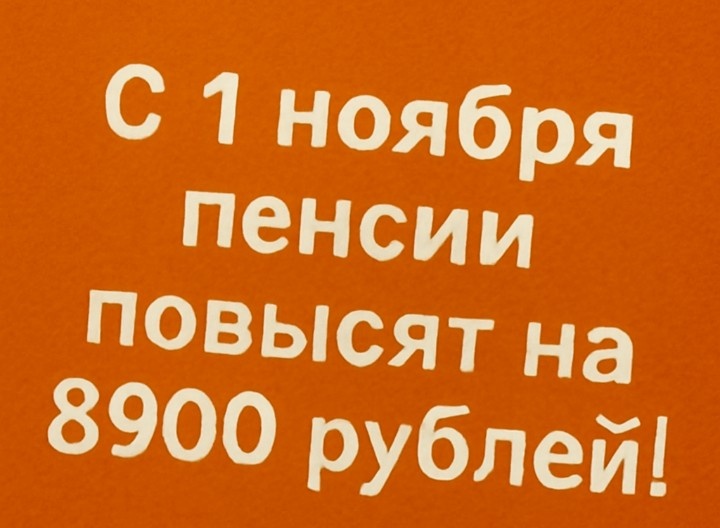 С 1 ноября
пенсии
повысят на
8900 рублей!